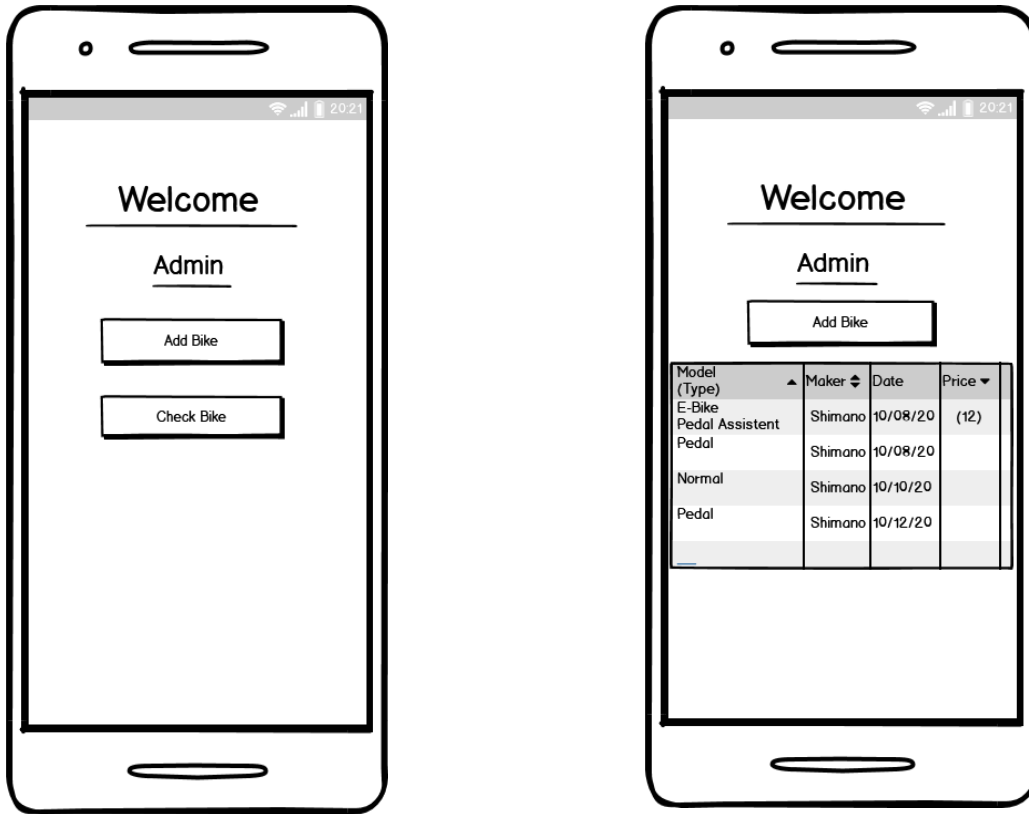 20:21
Welcome
Admin
Add Bike
Check Bike
20:21
Welcome
Admin
Add Bike
Model
(Type) Maker Date Price
E-Bike
Pedal Assistent Shimano 10/08/20 (12)
Pedal Shimano 10/08/20
Normal Shimano 10/10/20
Pedal Shimano 10/12/20